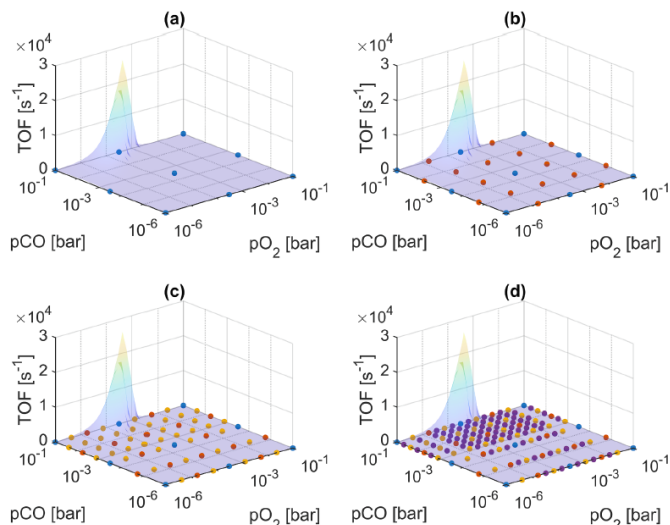 (a)
×10⁴
3
2
1
0
TOF [s⁻¹]
10⁻¹
10⁻³
10⁻⁶
pCO [bar]
10⁻⁶
10⁻³
10⁻¹
pO₂ [bar]
(b)
×10⁴
3
2
1
0
TOF [s⁻¹]
10⁻¹
10⁻³
10⁻⁶
pCO [bar]
10⁻⁶
10⁻³
10⁻¹
pO₂ [bar]
(c)
×10⁴
3
2
1
0
TOF [s⁻¹]
10⁻¹
10⁻³
10⁻⁶
pCO [bar]
10⁻⁶
10⁻³
10⁻¹
pO₂ [bar]
(d)
×10⁴
3
2
1
0
TOF [s⁻¹]
10⁻¹
10⁻³
10⁻⁶
pCO [bar]
10⁻⁶
10⁻³
10⁻¹
pO₂ [bar]